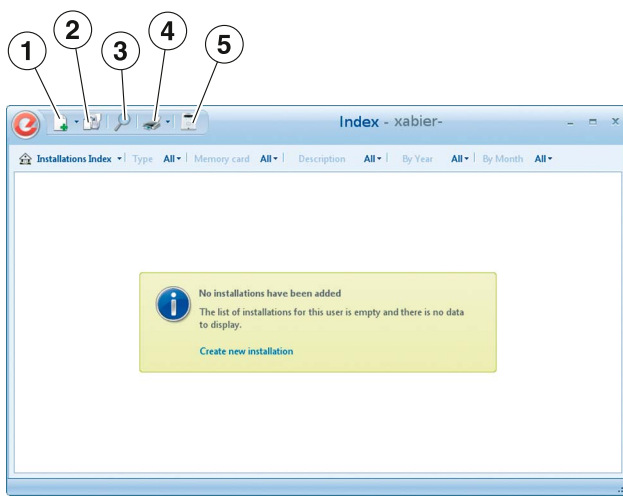 1 2 3 4 5
Index - xabier-
Installations Index Type All Memory card All Description All By Year All By Month All
No installations have been added
The list of installations for this user is empty and there is no data
to display.
Create new installation